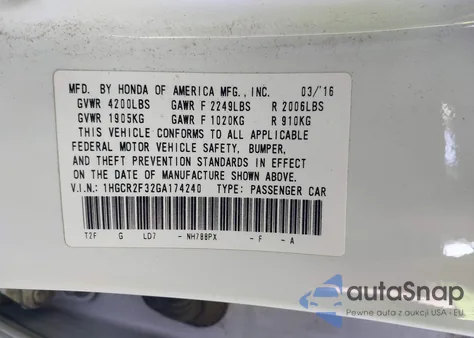 MFD. BY HONDA OF AMERICA MFG., INC. 03/'16
GVWR 4200LBS GAWR F 2249LBS R 2006LBS
GVWR 1905KG GAWR F 1020KG R 910KG
THIS VEHICLE CONFORMS TO ALL APPLICABLE
FEDERAL MOTOR VEHICLE SAFETY, BUMPER,
AND THEFT PREVENTION STANDARDS IN EFFECT
ON THE DATE OF MANUFACTURE SHOWN ABOVE.
V.I.N.: 1HGCR2F32GA174240 TYPE: PASSENGER CAR
T2F G LD7 - NH788PX - F - A
autoSnap
Pewne auta z aukcji USA i EU